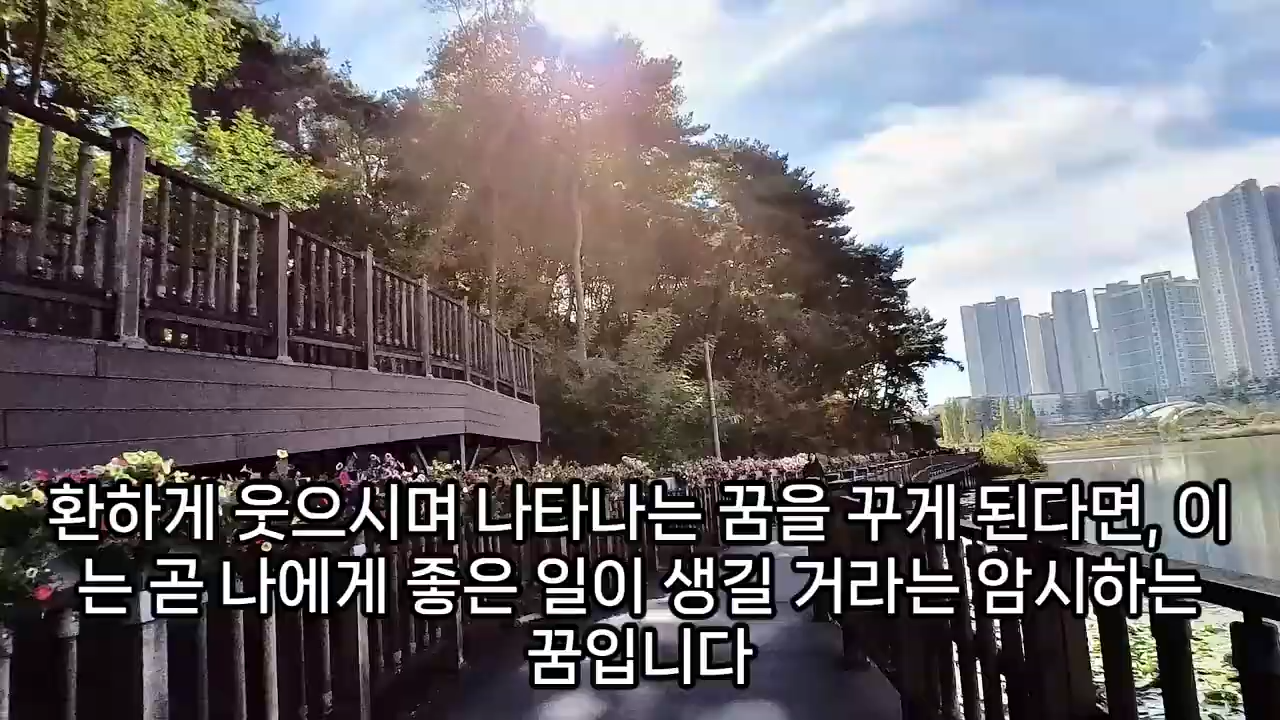 환하게 웃으시며 나타나는 꿈을 꾸게 된다면, 이
는 곧 나에게 좋은 일이 생길 거라는 암시하는
꿈입니다